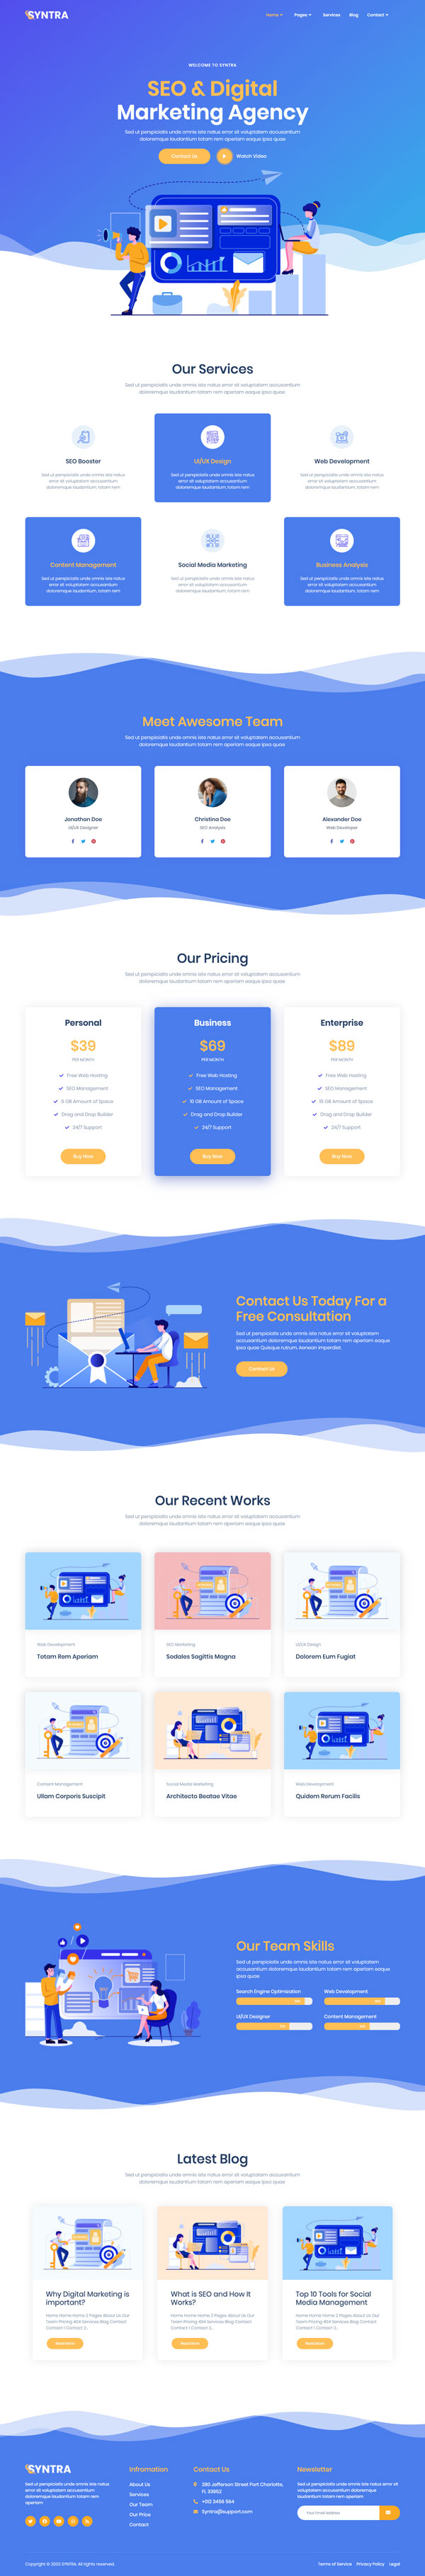 SYNTRA
Home Pages Services Blog Contact
WELCOME TO SYNTRA
SEO & Digital
Marketing Agency
Sed ut perspiciatis unde omnis iste natus error sit voluptatem accusantium
doloremque laudantium totam rem aperiam eaque ipsa quae
Contact Us Watch Video
Our Services
Sed ut perspiciatis unde omnis iste natus error sit voluptatem accusantium
doloremque laudantium totam rem aperiam eaque ipsa quae
SEO Booster
Sed ut perspiciatis unde omnis iste natus
error sit voluptatem accusantium
doloremque laudantium, totam rem
UI/UX Design
Sed ut perspiciatis unde omnis iste natus
error sit voluptatem accusantium
doloremque laudantium, totam rem
Web Development
Sed ut perspiciatis unde omnis iste natus
error sit voluptatem accusantium
doloremque laudantium, totam rem
Content Management
Sed ut perspiciatis unde omnis iste natus
error sit voluptatem accusantium
doloremque laudantium, totam rem
Social Media Marketing
Sed ut perspiciatis unde omnis iste natus
error sit voluptatem accusantium
doloremque laudantium, totam rem
Business Analysis
Sed ut perspiciatis unde omnis iste natus
error sit voluptatem accusantium
doloremque laudantium, totam rem
Meet Awesome Team
Sed ut perspiciatis unde omnis iste natus error sit voluptatem accusantium
doloremque laudantium totam rem aperiam eaque ipsa quae
Jonathan Doe
UI/UX Designer
Christina Doe
SEO Analysis
Alexander Doe
Web Developer
Our Pricing
Sed ut perspiciatis unde omnis iste natus error sit voluptatem accusantium
doloremque laudantium totam rem aperiam eaque ipsa quae
Personal
$39
PER MONTH
Free Web Hosting
SEO Management
5 GB Amount of Space
Drag and Drop Builder
24/7 Support
Buy Now
Business
$69
PER MONTH
Free Web Hosting
SEO Management
10 GB Amount of Space
Drag and Drop Builder
24/7 Support
Buy Now
Enterprise
$89
PER MONTH
Free Web Hosting
SEO Management
15 GB Amount of Space
Drag and Drop Builder
24/7 Support
Buy Now
Contact Us Today For a
Free Consultation
Sed ut perspiciatis unde omnis iste natus error sit voluptatem
accusantium doloremque laudantium totam rem aperiam eaque
ipsa quae Quisque rutrum. Aenean imperdiet.
Contact Us
Our Recent Works
Sed ut perspiciatis unde omnis iste natus error sit voluptatem accusantium
doloremque laudantium totam rem aperiam eaque ipsa quae
Web Development
Totam Rem Aperiam
SEO Marketing
Sodales Sagittis Magna
UI/UX Design
Dolorem Eum Fugiat
Content Management
Ullam Corporis Suscipit
Social Media Marketing
Architecto Beatae Vitae
Web Development
Quidem Rerum Facilis
Our Team Skills
Sed ut perspiciatis unde omnis iste natus error sit voluptatem
accusantium doloremque laudantium totam rem aperiam eaque
ipsa quae
Search Engine Optimization
Web Development
UI/UX Designer
Content Management
Latest Blog
Sed ut perspiciatis unde omnis iste natus error sit voluptatem accusantium
doloremque laudantium totam rem aperiam eaque ipsa quae
Why Digital Marketing is
important?
Home Home Home 2 Pages About Us Our
Team Pricing 404 Services Blog Contact
Contact 1 Contact 2...
Read More
What is SEO and How It
Works?
Home Home Home 2 Pages About Us Our
Team Pricing 404 Services Blog Contact
Contact 1 Contact 2...
Read More
Top 10 Tools for Social
Media Management
Home Home Home 2 Pages About Us Our
Team Pricing 404 Services Blog Contact
Contact 1 Contact 2...
Read More
SYNTRA
Sed ut perspiciatis unde omnis iste natus
error sit voluptatem accusantium
doloremque laudantium totam rem
aperiam
Infromation
About Us
Services
Our Team
Our Price
Contact
Contact Us
280 Jefferson Street Port Charlotte,
FL 33952
+012 3456 564
Syntra@support.com
Newsletter
Sed ut perspiciatis unde omnis iste natus error sit
voluptatem accusantium doloremque
laudantium totam rem aperiam
Your Email Address
Copyright © 2020 SYNTRA. All rights reserved.
Terms of Service Privacy Policy Legal